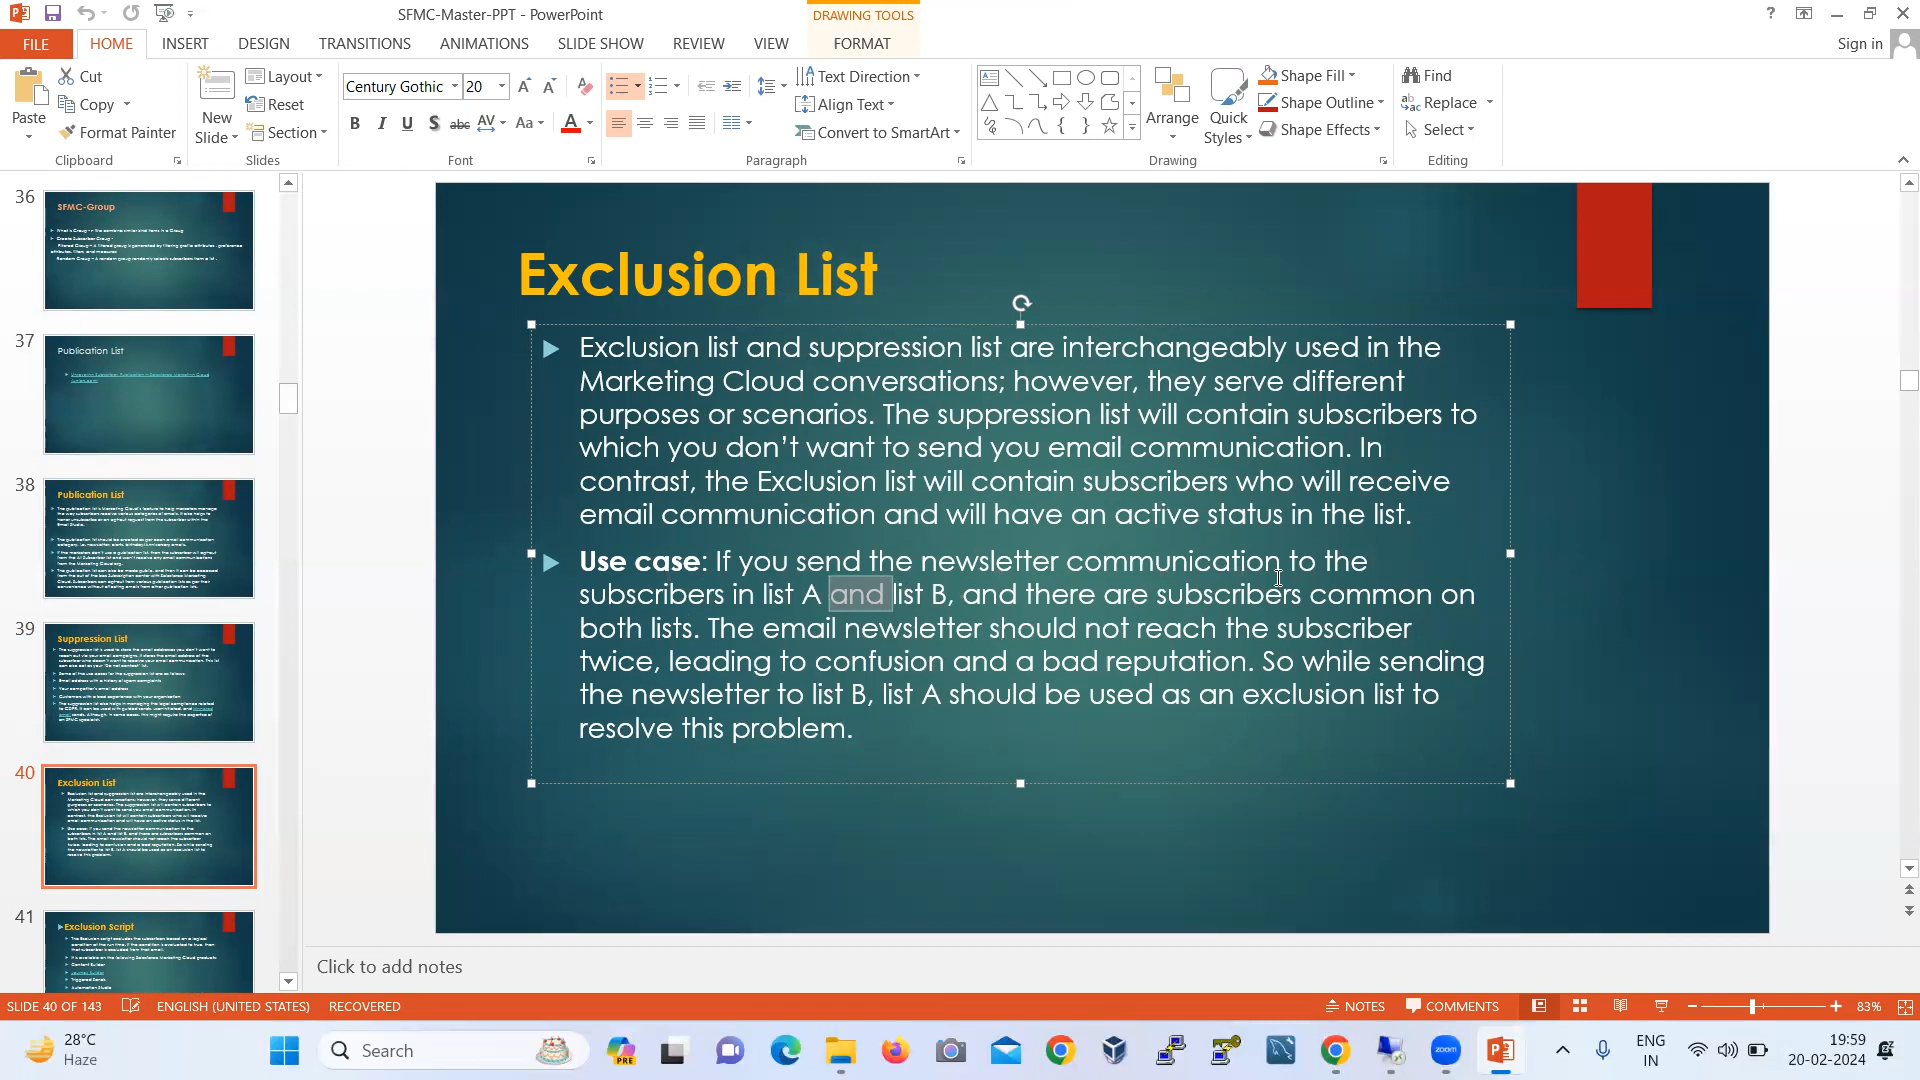 SFMC-Master-PPT - PowerPoint
DRAWING TOOLS
?
FILE
HOME
INSERT
DESIGN
TRANSITIONS
ANIMATIONS
SLIDE SHOW
REVIEW
VIEW
FORMAT
Sign in
Paste
Cut
Copy
Format Painter
Clipboard
New
Slide
Layout
Reset
Section
Slides
Century Gothic
20
B I U S abc AV Aa A
Font
Text Direction
Align Text
Convert to SmartArt
Paragraph
Arrange
Quick
Styles
Shape Fill
Shape Outline
Shape Effects
Drawing
Find
Replace
Select
Editing
36
SFMC-Group
37
Publication List
38
Publication List
39
Suppression List
40
Exclusion List
41
Exclusion Script
Exclusion List
Exclusion list and suppression list are interchangeably used in the
Marketing Cloud conversations; however, they serve different
purposes or scenarios. The suppression list will contain subscribers to
which you don’t want to send you email communication. In
contrast, the Exclusion list will contain subscribers who will receive
email communication and will have an active status in the list.
Use case: If you send the newsletter communication to the
subscribers in list A and list B, and there are subscribers common on
both lists. The email newsletter should not reach the subscriber
twice, leading to confusion and a bad reputation. So while sending
the newsletter to list B, list A should be used as an exclusion list to
resolve this problem.
Click to add notes
SLIDE 40 OF 143
ENGLISH (UNITED STATES)
RECOVERED
NOTES
COMMENTS
83%
28°C
Haze
Search
PRE
zoom
ENG
IN
19:59
20-02-2024